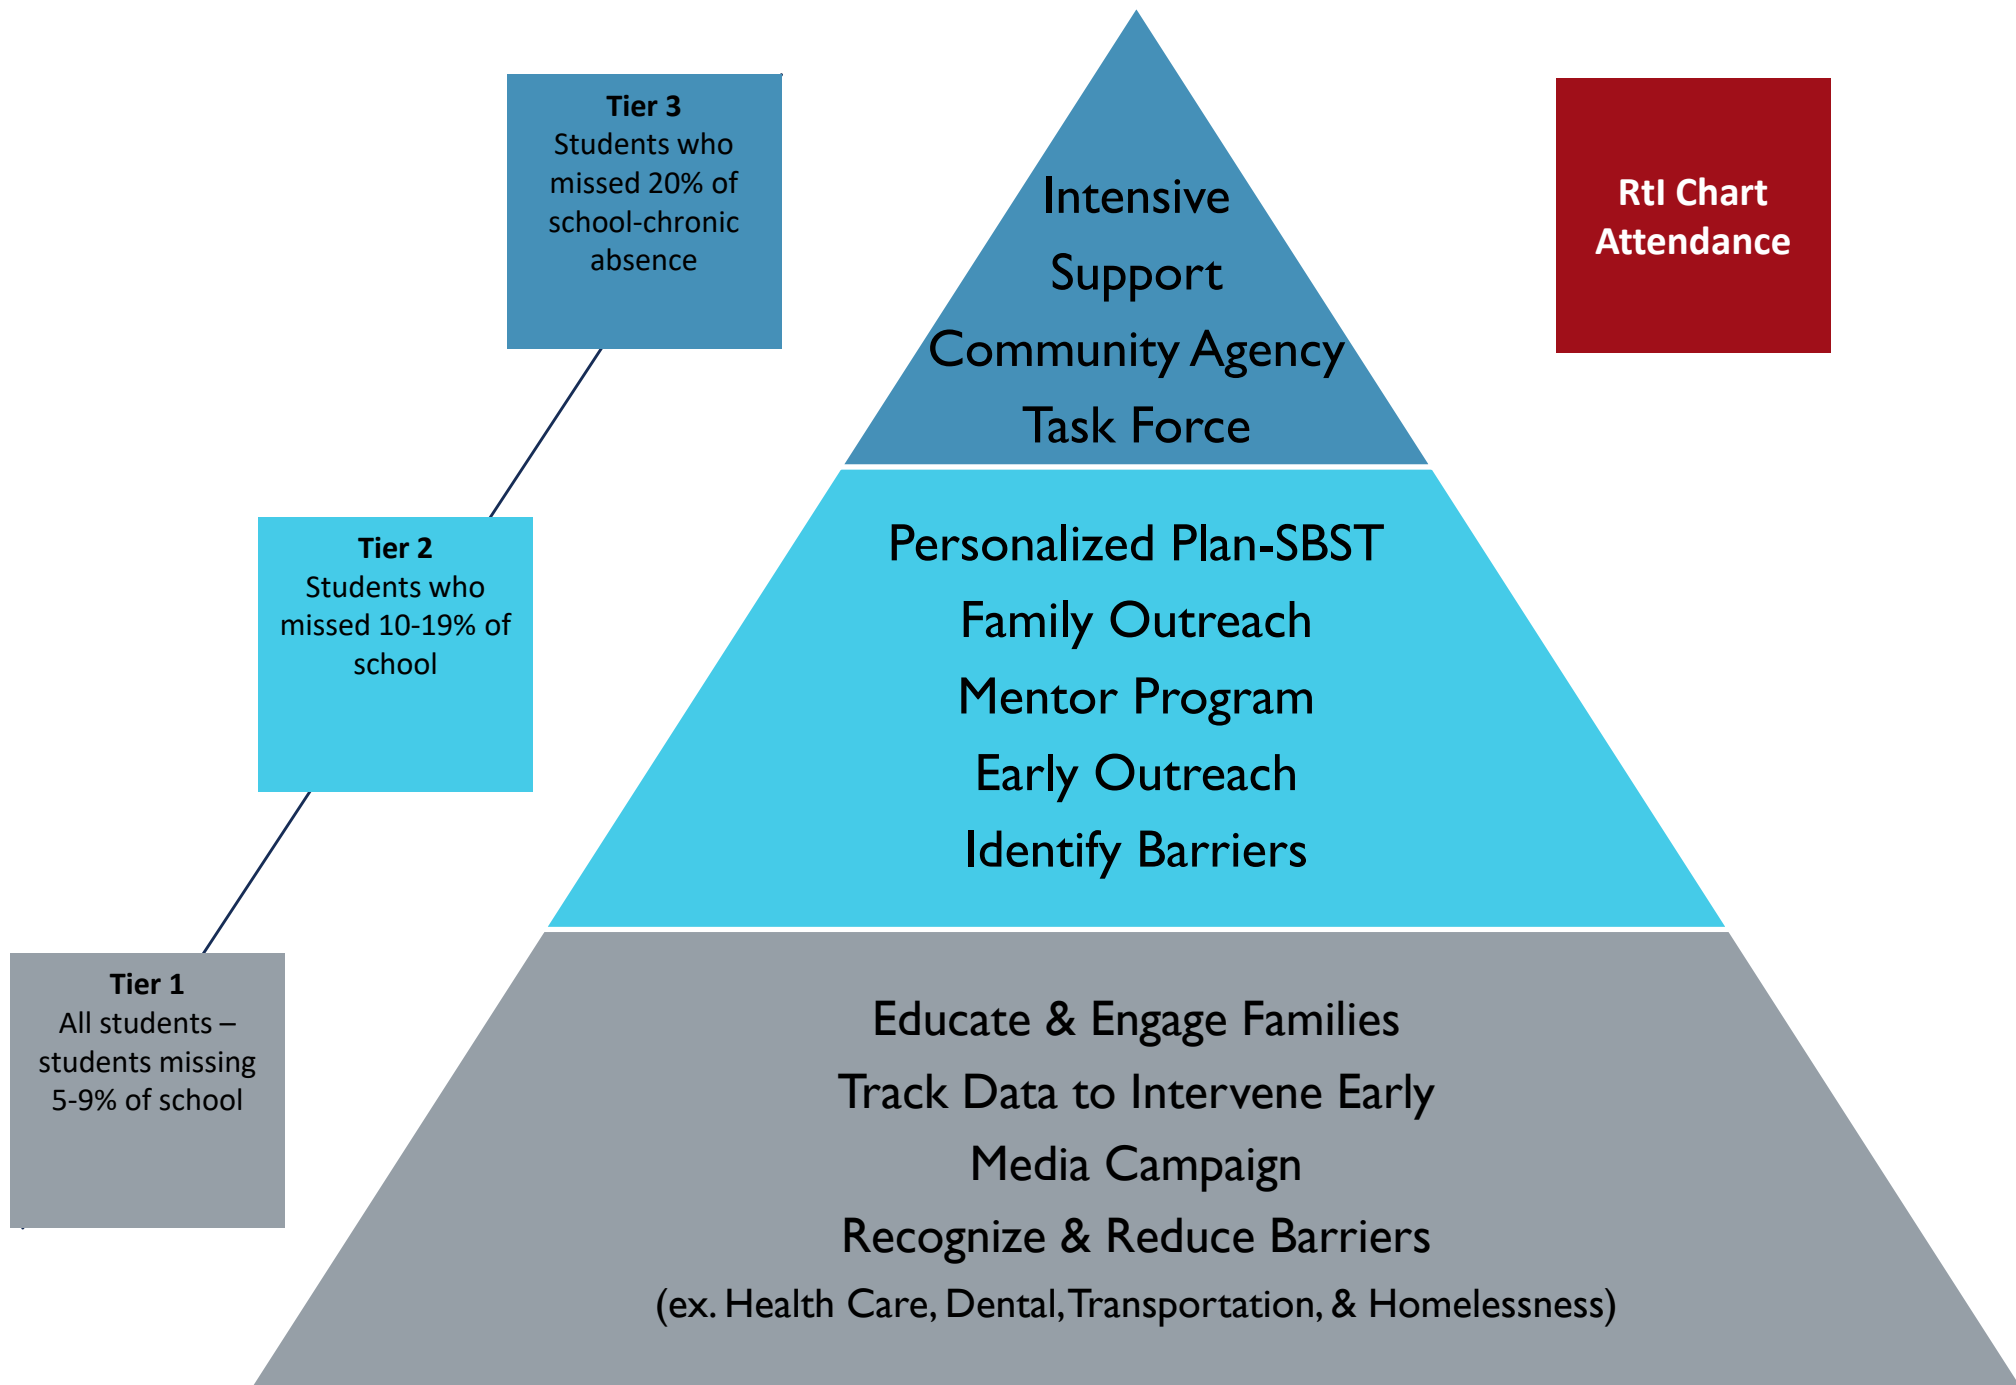 Tier 3
Students who
missed 20% of
school-chronic
absence
RtI Chart
Attendance
Intensive
Support
Community Agency
Task Force
Tier 2
Students who
missed 10-19% of
school
Personalized Plan-SBST
Family Outreach
Mentor Program
Early Outreach
Identify Barriers
Tier 1
All students –
students missing
5-9% of school
Educate & Engage Families
Track Data to Intervene Early
Media Campaign
Recognize & Reduce Barriers
(ex. Health Care, Dental, Transportation, & Homelessness)